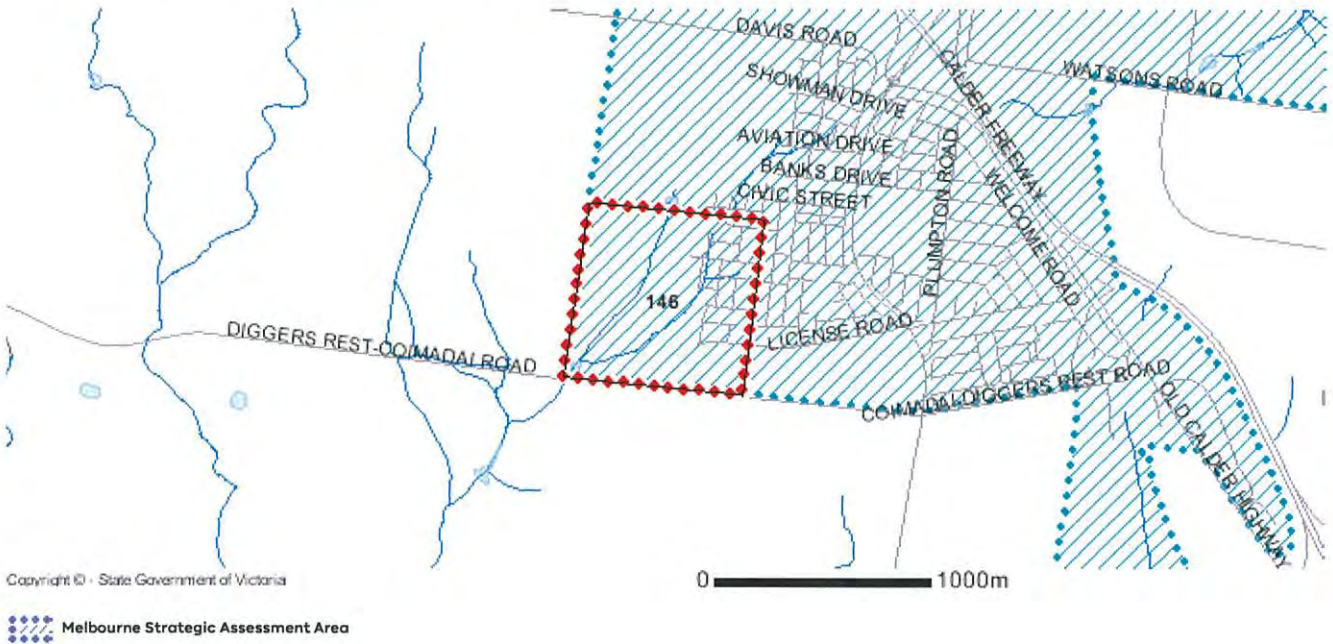 DAVIS ROAD
CALDER FREEWAY
WATSONS ROAD
SHOWMAN DRIVE
AVIATION DRIVE
BANKS DRIVE
CIVIC STREET
PLUMPTON ROAD
WELCOME ROAD
146
LICENSE ROAD
DIGGERS REST-COIMADAI ROAD
COIMADAI-DIGGERS REST ROAD
OLD CALDER HIGHWAY
Copyright © - State Government of Victoria
0 1000m
Melbourne Strategic Assessment Area